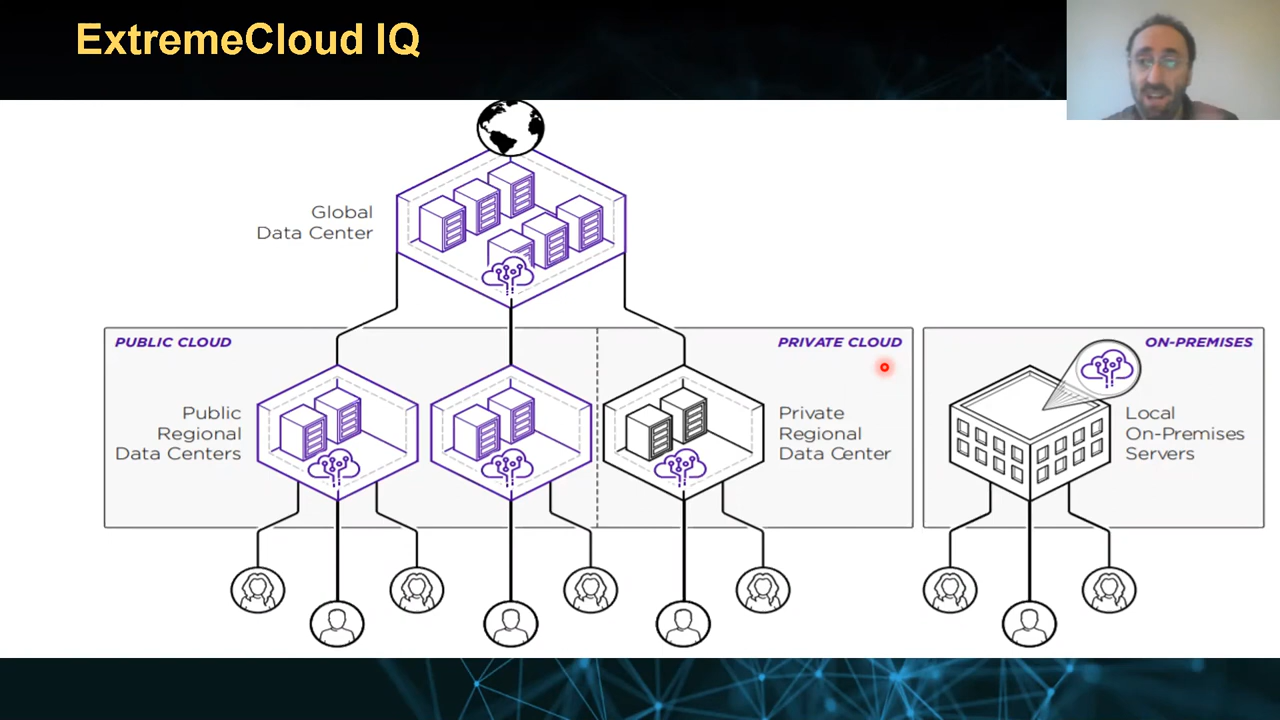 ExtremeCloud IQ
Global
Data Center
PUBLIC CLOUD
PRIVATE CLOUD
ON-PREMISES
Public
Regional
Data Centers
Private
Regional
Data Center
Local
On-Premises
Servers